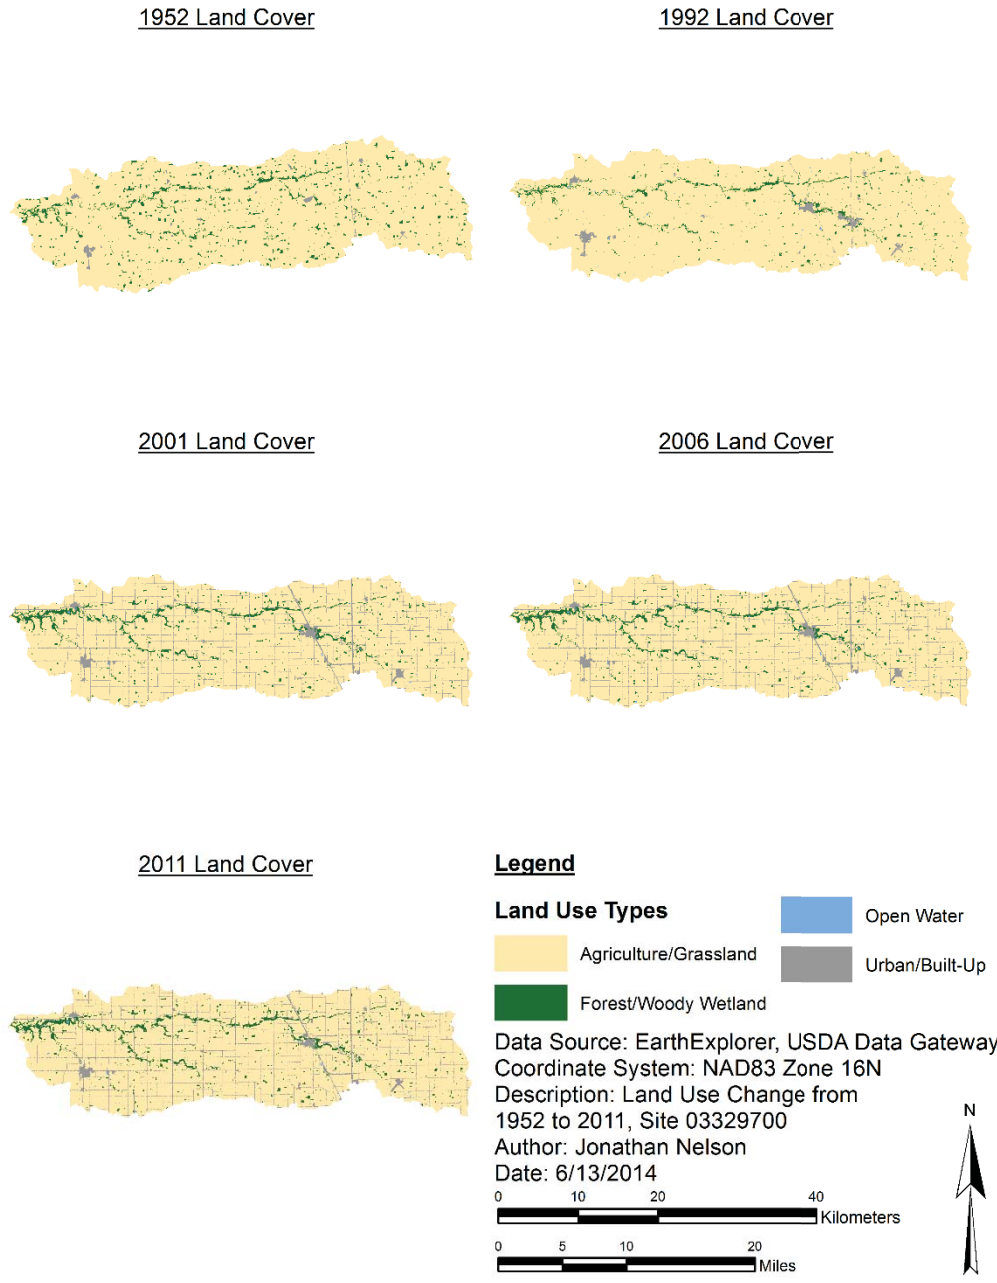 1952 Land Cover
1992 Land Cover
2001 Land Cover
2006 Land Cover
2011 Land Cover
Legend
Land Use Types
Agriculture/Grassland
Forest/Woody Wetland
Open Water
Urban/Built-Up
Data Source: EarthExplorer, USDA Data Gateway
Coordinate System: NAD83 Zone 16N
Description: Land Use Change from
1952 to 2011, Site 03329700
Author: Jonathan Nelson
Date: 6/13/2014
N
0 10 20 40
Kilometers
0 5 10 20
Miles